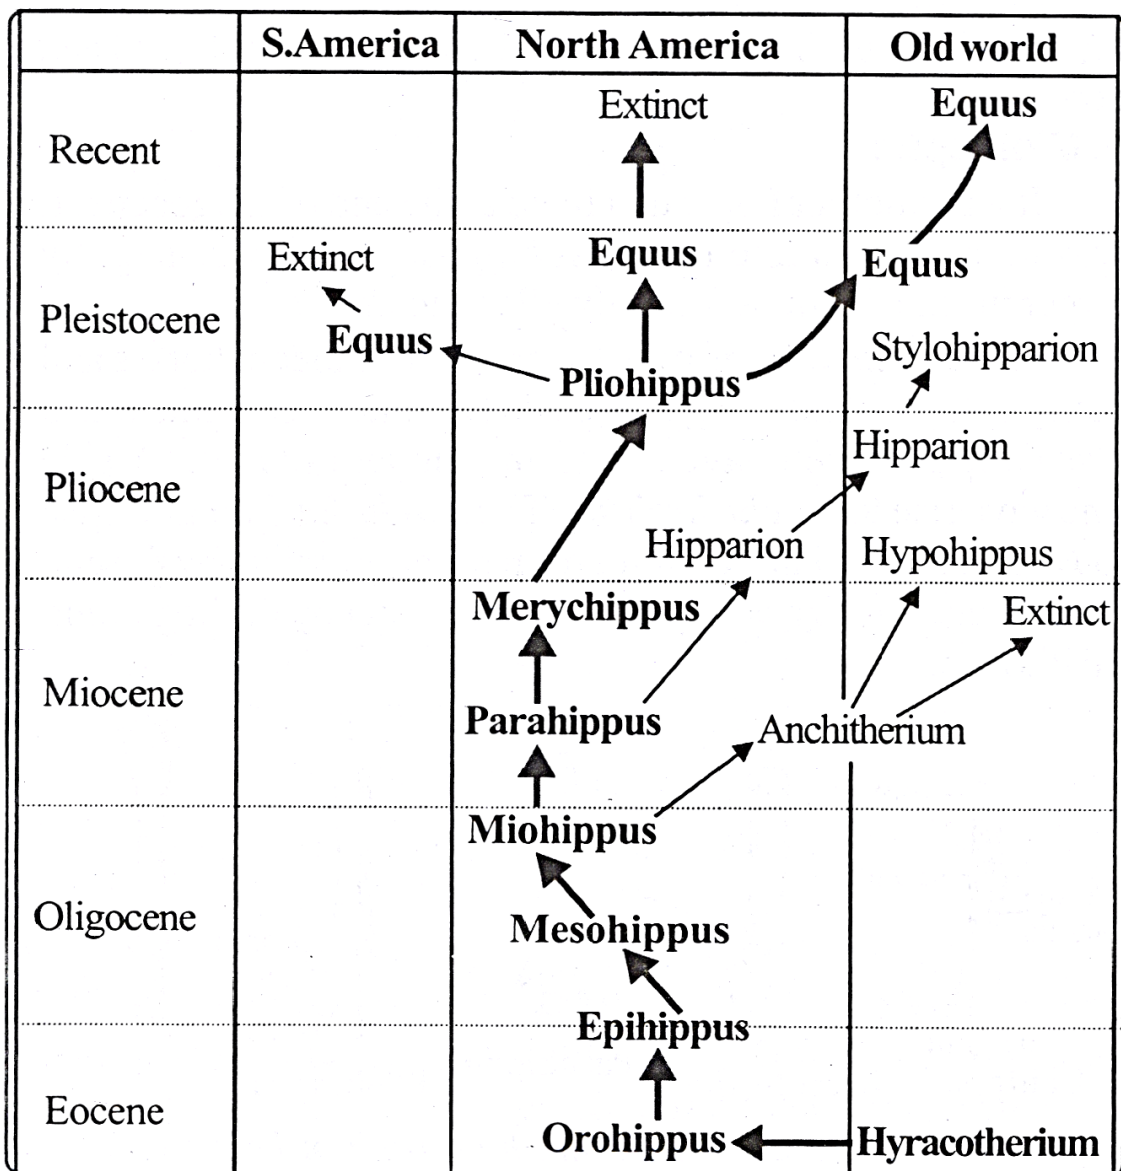 S.America North America Old world
Recent
Extinct
Equus
Pleistocene
Extinct
Equus
Equus
Equus
Pliohippus
Stylohipparion
Pliocene
Hipparion
Hipparion
Hypohippus
Miocene
Merychippus
Extinct
Parahippus
Anchitherium
Oligocene
Miohippus
Mesohippus
Epihippus
Eocene
Orohippus
Hyracotherium